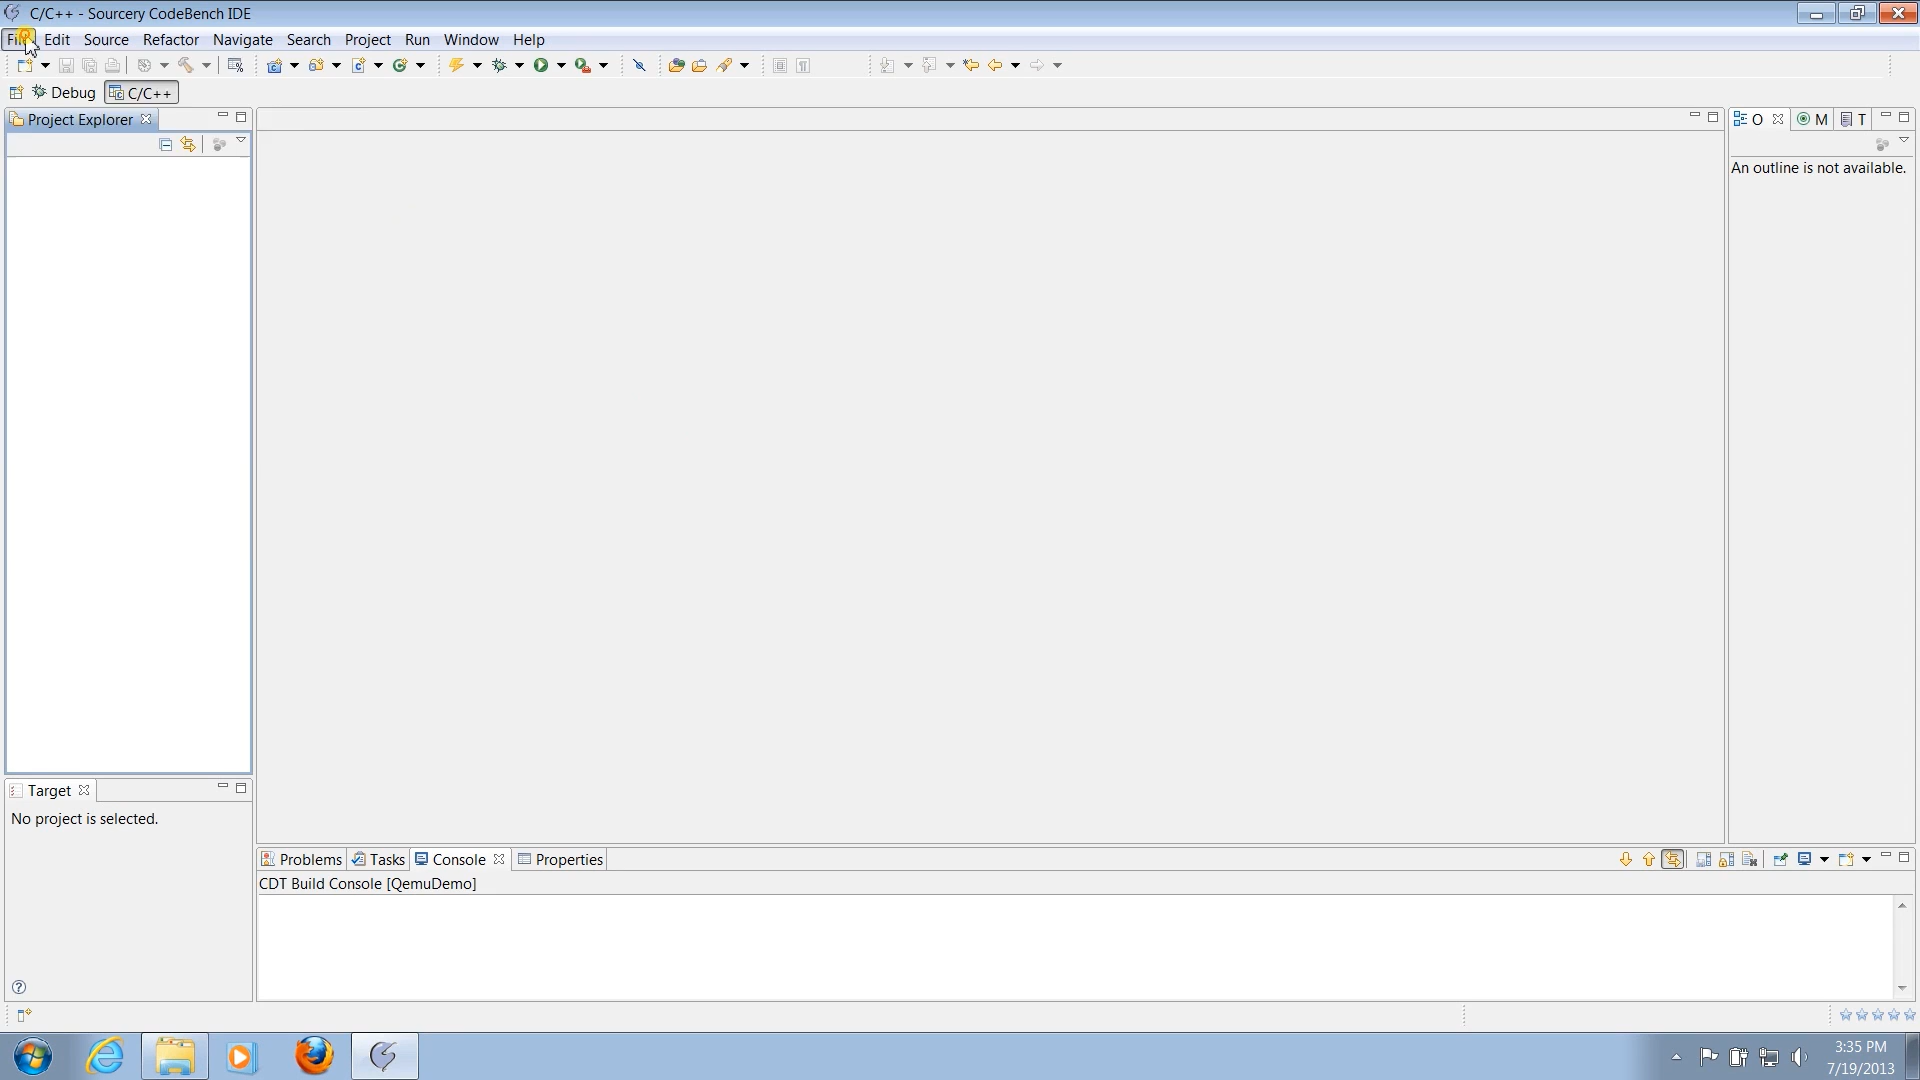 C/C++ - Sourcery CodeBench IDE
Edit Source Refactor Navigate Search Project Run Window Help
Debug C/C++
Project Explorer
O M T
An outline is not available.
Target
No project is selected.
Problems Tasks Console Properties
CDT Build Console [QemuDemo]
3:35 PM
7/19/2013